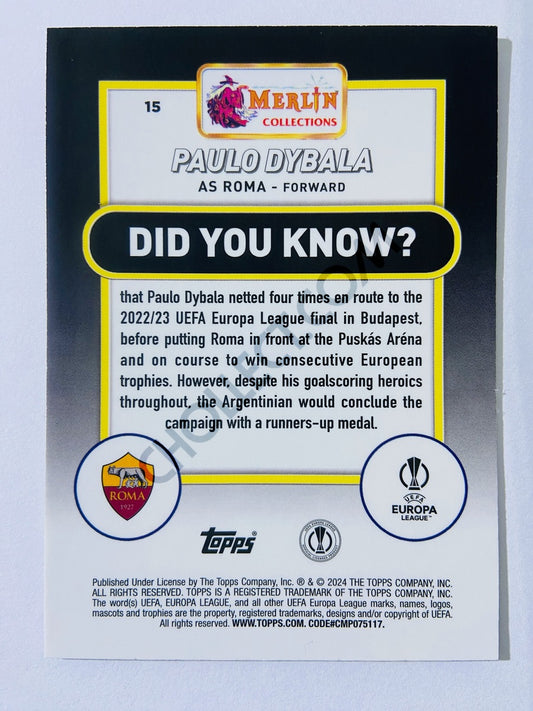 15
MERLIN
COLLECTIONS
PAULO DYBALA
AS ROMA - FORWARD
DID YOU KNOW?
that Paulo Dybala netted four times en route to the
2022/23 UEFA Europa League final in Budapest,
before putting Roma in front at the Puskás Aréna
and on course to win consecutive European
trophies. However, despite his goalscoring heroics
throughout, the Argentinian would conclude the
campaign with a runners-up medal.
ROMA
1927
UEFA
EUROPA
LEAGUE™
topps®
Published Under License by The Topps Company, Inc. ® & © 2024 THE TOPPS COMPANY, INC.
ALL RIGHTS RESERVED. TOPPS IS A REGISTERED TRADEMARK OF THE TOPPS COMPANY, INC.
The word(s) UEFA, EUROPA LEAGUE, and all other UEFA Europa League marks, names, logos,
mascots and trophies are the property, registered trademarks, designs and/or copyright of UEFA.
All rights reserved. WWW.TOPPS.COM. CODE#CMP075117.